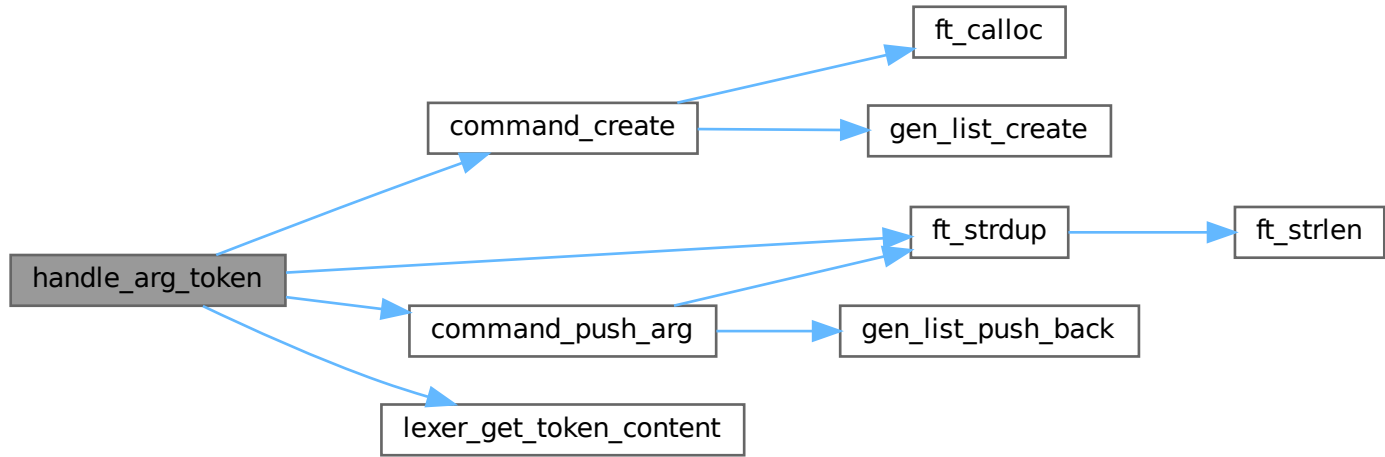 ft_calloc
command_create
gen_list_create
ft_strdup
ft_strlen
handle_arg_token
command_push_arg
gen_list_push_back
lexer_get_token_content